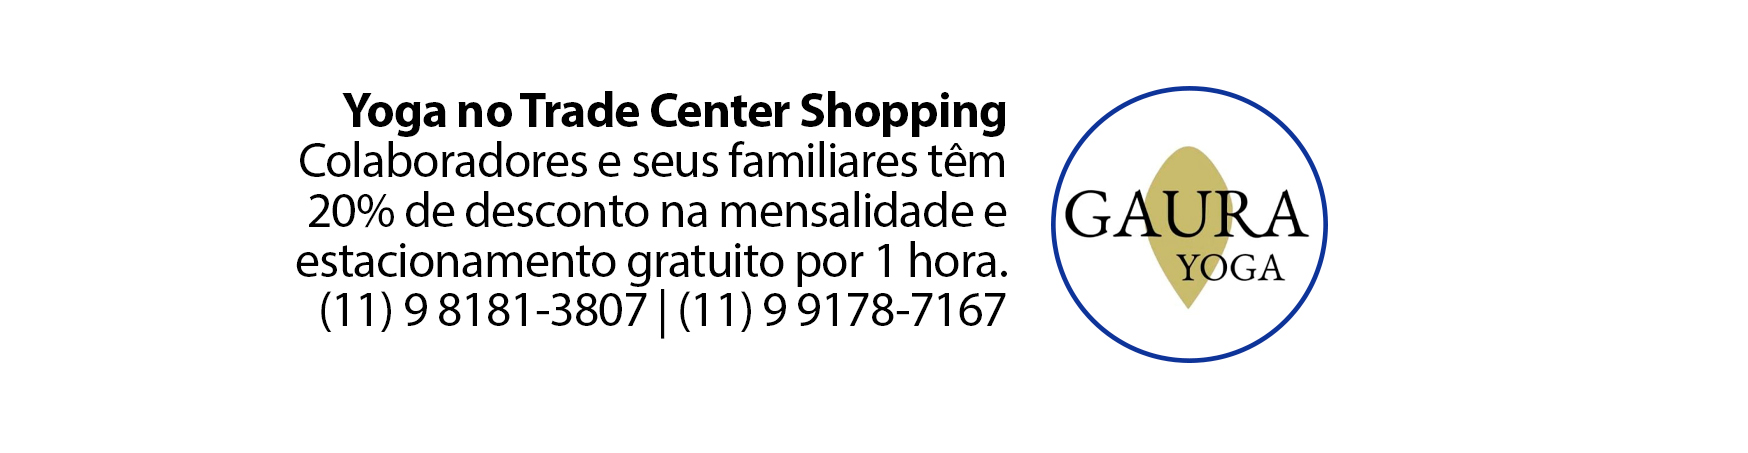 Yoga no Trade Center Shopping
Colaboradores e seus familiares têm
20% de desconto na mensalidade e
estacionamento gratuito por 1 hora.
(11) 9 8181-3807 | (11) 9 9178-7167
GAURA
YOGA